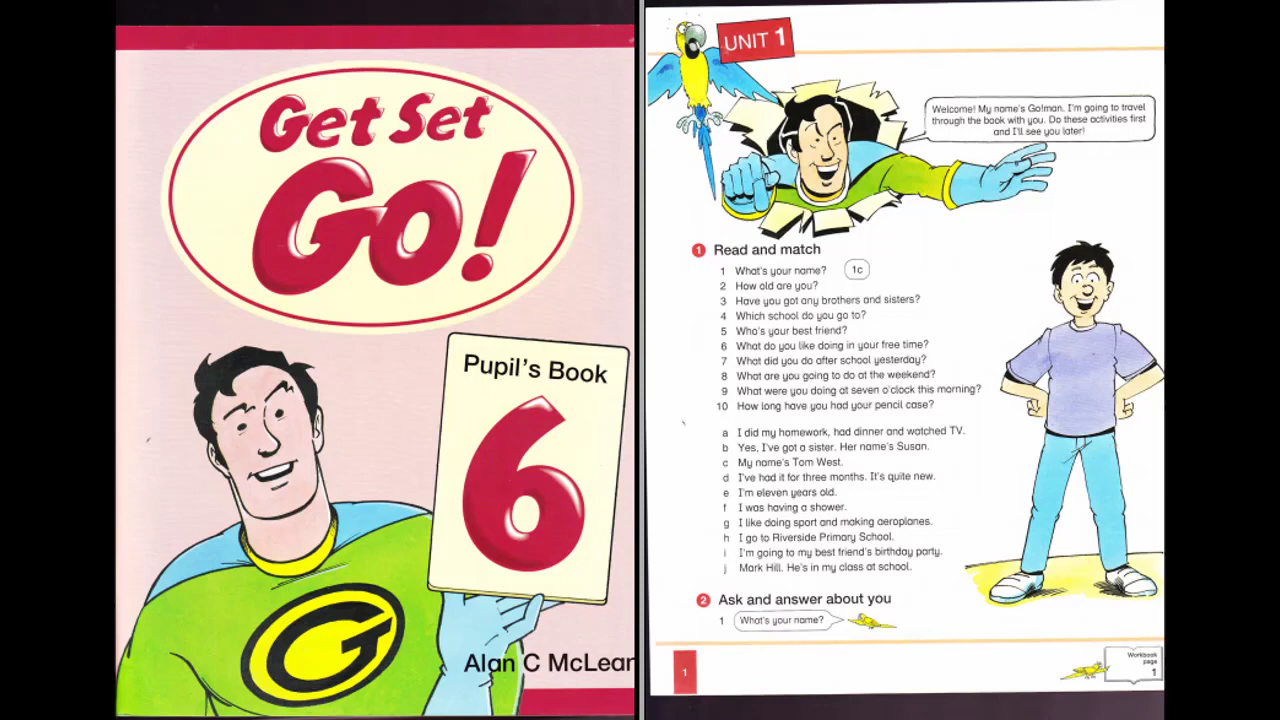 Get Set
Go!
Pupil's Book
6
G
Alan C McLean
UNIT 1
Welcome! My name's Go!man. I'm going to travel
through the book with you. Do these activities first
and I'll see you later!
1 Read and match
1 What's your name? 1c
2 How old are you?
3 Have you got any brothers and sisters?
4 Which school do you go to?
5 Who's your best friend?
6 What do you like doing in your free time?
7 What did you do after school yesterday?
8 What are you going to do at the weekend?
9 What were you doing at seven o'clock this morning?
10 How long have you had your pencil case?
a I did my homework, had dinner and watched TV.
b Yes, I've got a sister. Her name's Susan.
c My name's Tom West.
d I've had it for three months. It's quite new.
e I'm eleven years old.
f I was having a shower.
g I like doing sport and making aeroplanes.
h I go to Riverside Primary School.
i I'm going to my best friend's birthday party.
j Mark Hill. He's in my class at school.
2 Ask and answer about you
1 What's your name?
1
Workbook
page
1